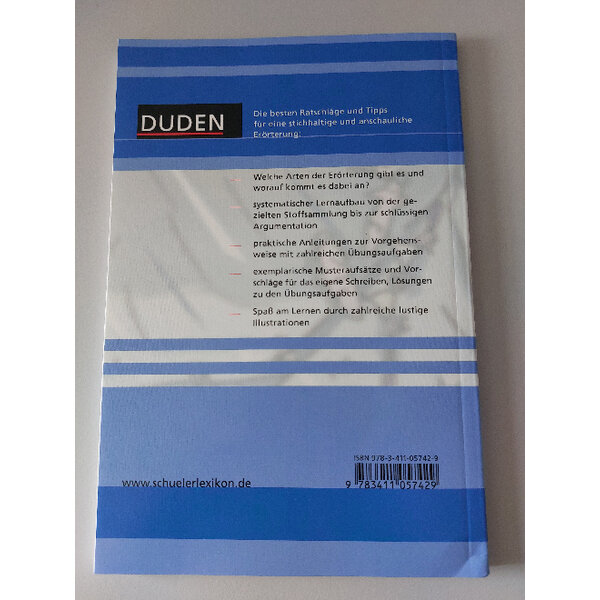 DUDEN
Die besten Ratschläge und Tipps
für eine stichhaltige und anschauliche
Erörterung:
— Welche Arten der Erörterung gibt es und
worauf kommt es dabei an?
— systematischer Lernaufbau von der ge-
zielten Stoffsammlung bis zur schlüssigen
Argumentation
— praktische Anleitungen zur Vorgehens-
weise mit zahlreichen Übungsaufgaben
— exemplarische Musteraufsätze und Vor-
schläge für das eigene Schreiben, Lösungen
zu den Übungsaufgaben
— Spaß am Lernen durch zahlreiche lustige
Illustrationen
ISBN 978-3-411-05742-9
www.schuelerlexikon.de
9 783411 057429